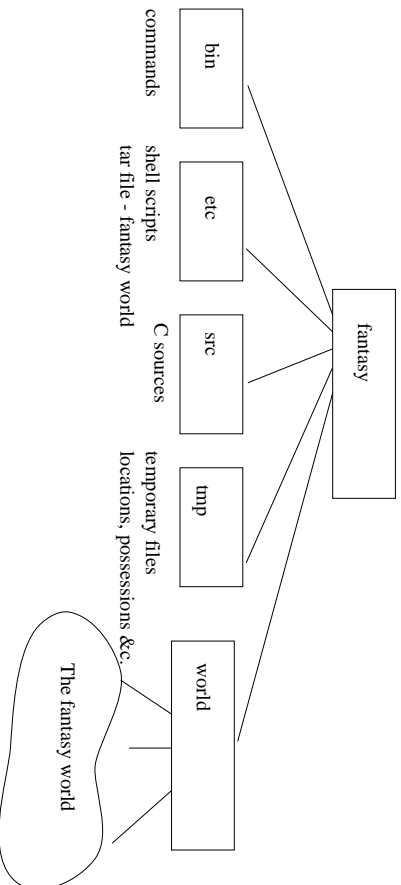 fantasy
bin
etc
src
tmp
world
commands
shell scripts
tar file - fantasy world
C sources
temporary files
locations, possessions &c.
The fantasy world